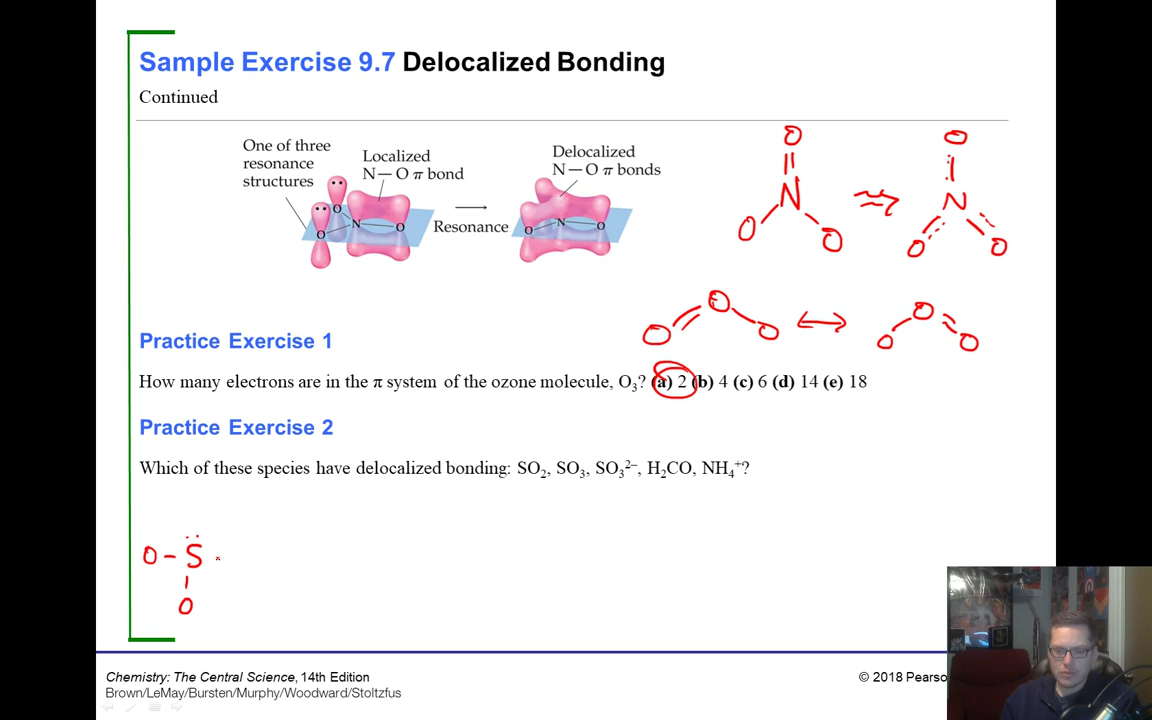 Sample Exercise 9.7 Delocalized Bonding
Continued
One of three
resonance
structures
Localized
N—O π bond
Delocalized
N—O π bonds
O
O
N
O
Resonance
O
N
O
O
N
O
O
O
N
O
O
O
O
O
O
O
O
Practice Exercise 1
How many electrons are in the π system of the ozone molecule, O₃? (a) 2 (b) 4 (c) 6 (d) 14 (e) 18
Practice Exercise 2
Which of these species have delocalized bonding: SO₂, SO₃, SO₃²⁻, H₂CO, NH₄⁺?
O-S
O
Chemistry: The Central Science, 14th Edition
Brown/LeMay/Bursten/Murphy/Woodward/Stoltzfus
© 2018 Pearso